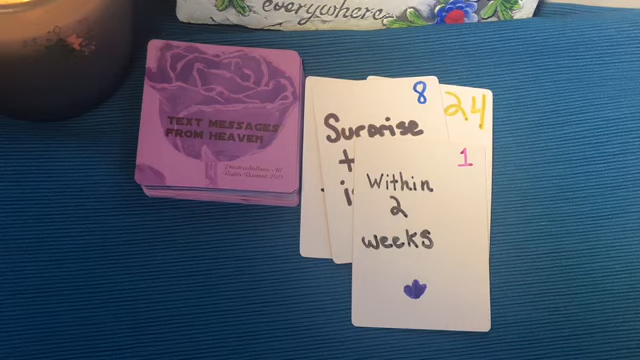 everywhere
TEXT MESSAGES
FROM HEAVEN
8
24
Surprise
1
Within
2
weeks